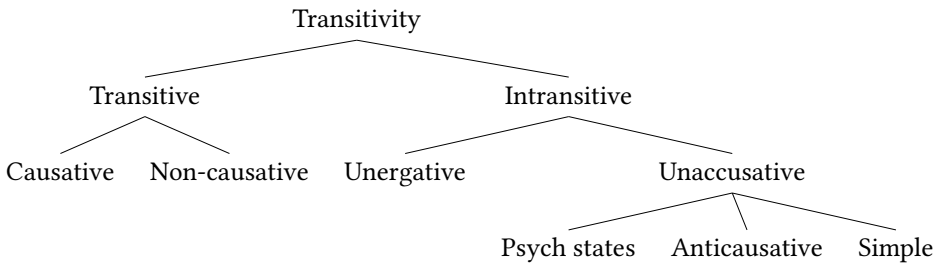 Transitivity
Transitive Intransitive
Causative Non-causative Unergative Unaccusative
Psych states Anticausative Simple